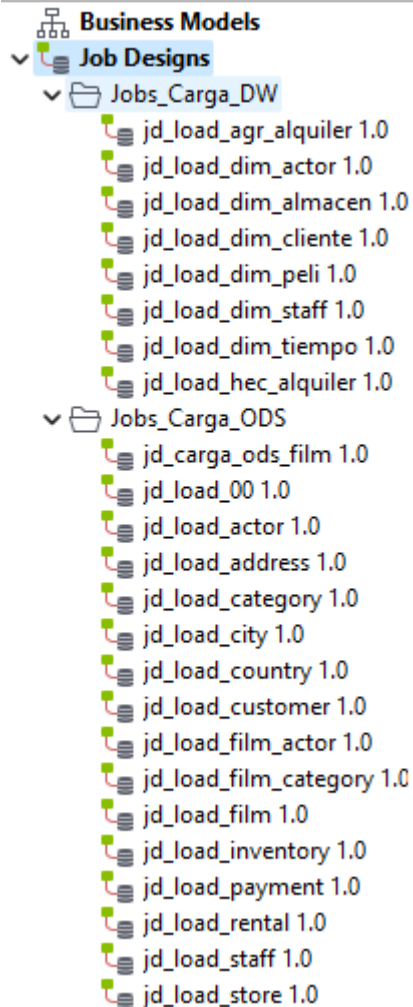 Business Models
Job Designs
Jobs_Carga_DW
jd_load_agr_alquiler 1.0
jd_load_dim_actor 1.0
jd_load_dim_almacen 1.0
jd_load_dim_cliente 1.0
jd_load_dim_peli 1.0
jd_load_dim_staff 1.0
jd_load_dim_tiempo 1.0
jd_load_hec_alquiler 1.0
Jobs_Carga_ODS
jd_carga_ods_film 1.0
jd_load_00 1.0
jd_load_actor 1.0
jd_load_address 1.0
jd_load_category 1.0
jd_load_city 1.0
jd_load_country 1.0
jd_load_customer 1.0
jd_load_film_actor 1.0
jd_load_film_category 1.0
jd_load_film 1.0
jd_load_inventory 1.0
jd_load_payment 1.0
jd_load_rental 1.0
jd_load_staff 1.0
jd_load_store 1.0